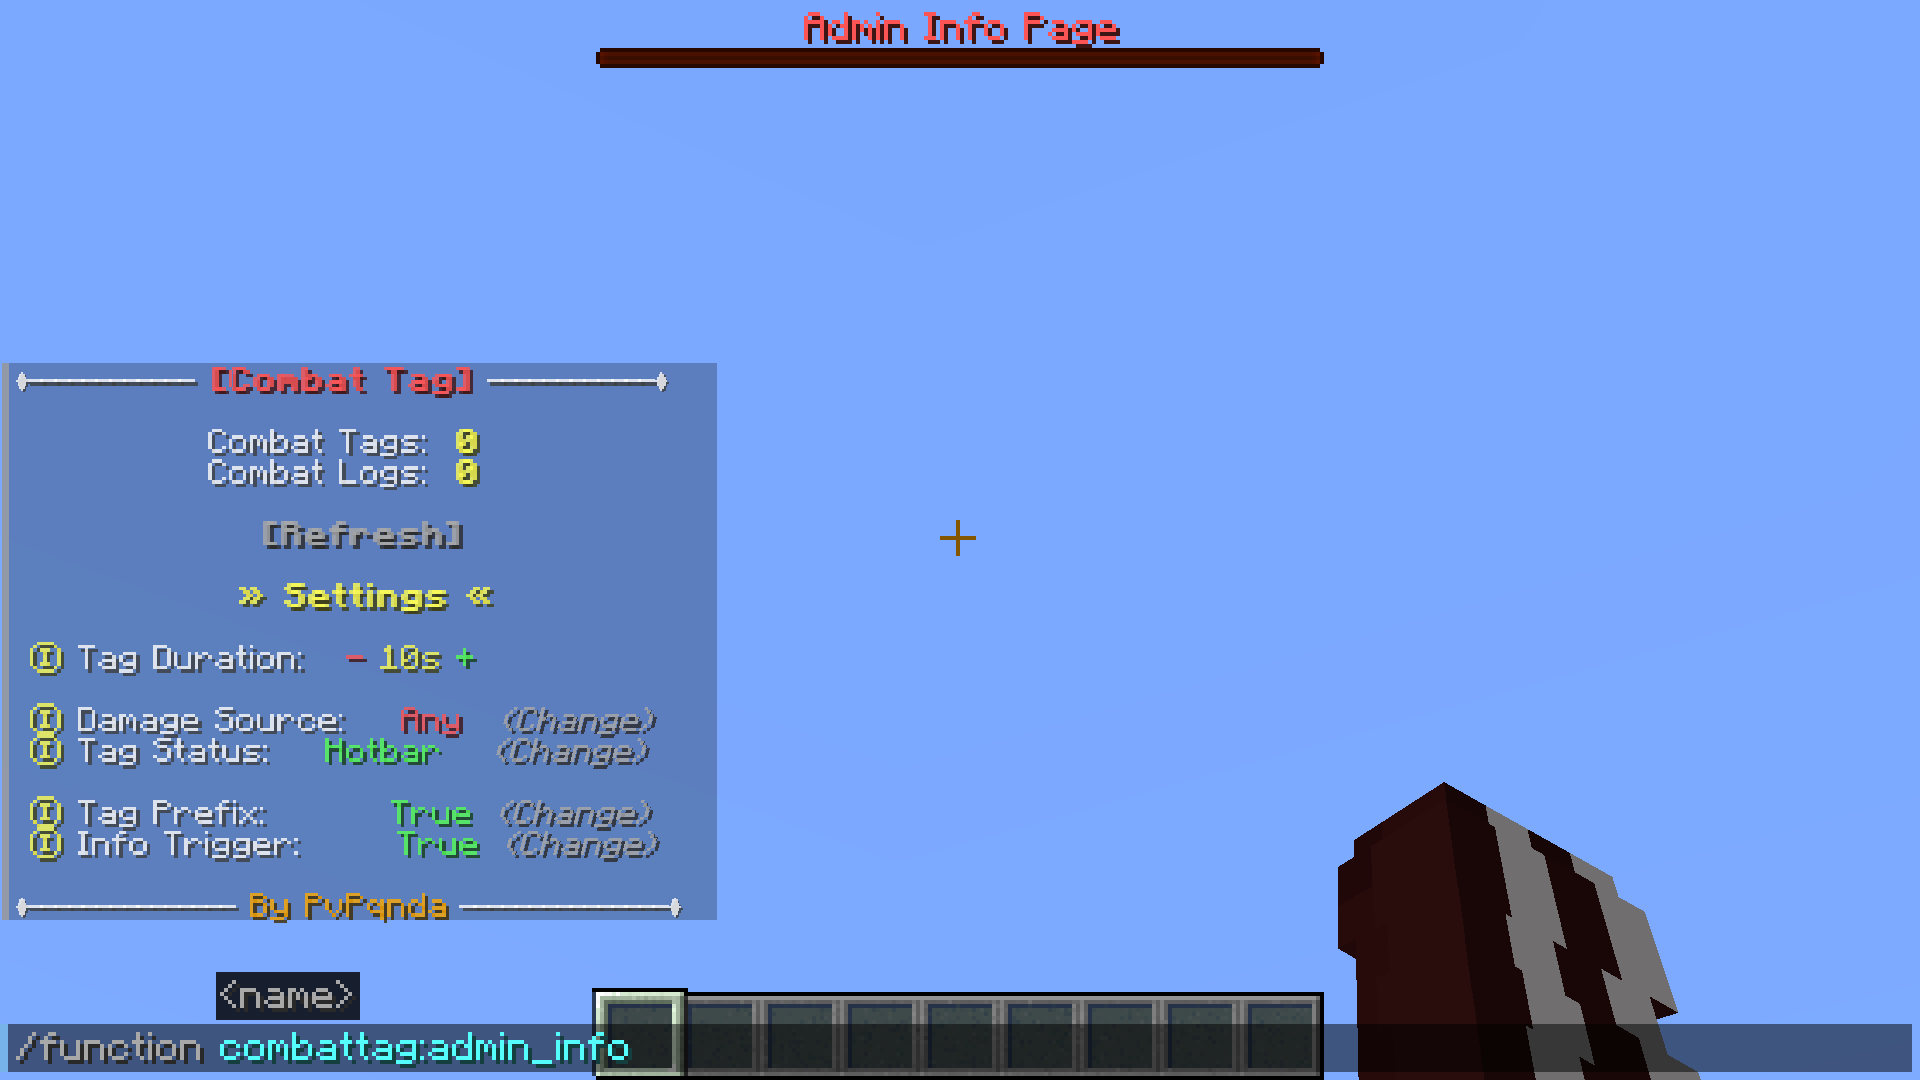 Admin Info Page
[Combat Tag]
Combat Tags: 0
Combat Logs: 0
[Refresh]
» Settings «
Ⓘ Tag Duration: - 10s +
Ⓘ Damage Source: Any (Change)
Ⓘ Tag Status: Hotbar (Change)
Ⓘ Tag Prefix: True (Change)
Ⓘ Info Trigger: True (Change)
By PvPqnda
<name>
/function combattag:admin_info